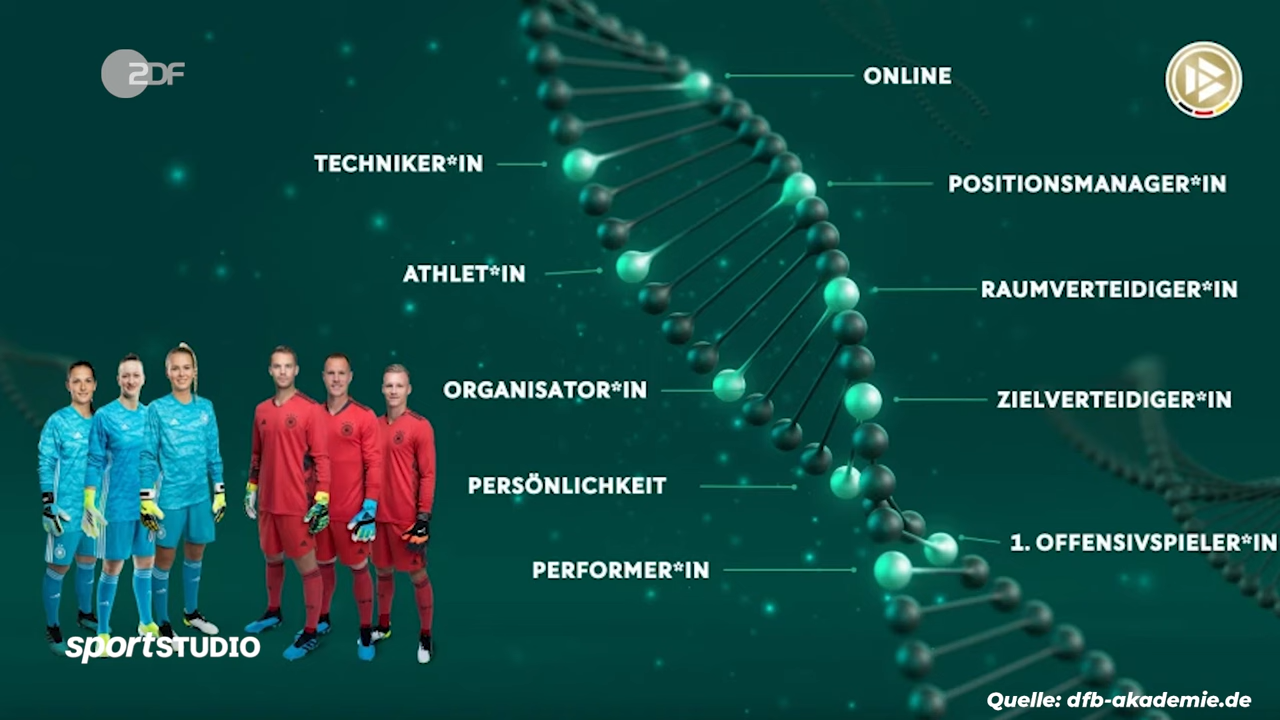 ZDF
ONLINE
TECHNIKER*IN
POSITIONSMANAGER*IN
ATHLET*IN
RAUMVERTEIDIGER*IN
ORGANISATOR*IN
ZIELVERTEIDIGER*IN
PERSÖNLICHKEIT
1. OFFENSIVSPIELER*IN
PERFORMER*IN
sportSTUDIO
Quelle: dfb-akademie.de